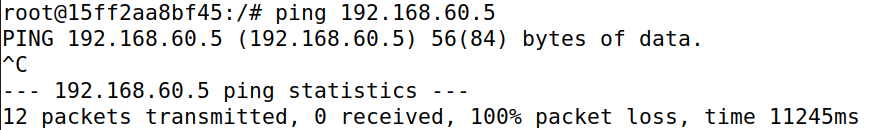 root@15ff2aa8bf45:/# ping 192.168.60.5
PING 192.168.60.5 (192.168.60.5) 56(84) bytes of data.
^C
--- 192.168.60.5 ping statistics ---
12 packets transmitted, 0 received, 100% packet loss, time 11245ms